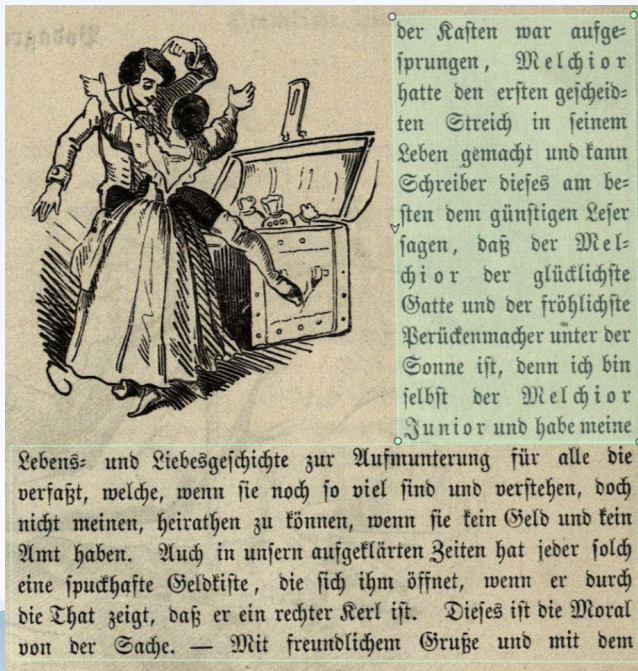 der Kasten war aufge-
sprungen, Melchior
hatte den ersten gescheid-
ten Streich in seinem
Leben gemacht und kann
Schreiber dieses am be-
sten dem günstigen Leser
sagen, daß der Mel-
chior der glücklichste
Gatte und der fröhlichste
Perückenmacher unter der
Sonne ist, denn ich bin
selbst der Melchior
Junior und habe meine
Lebens- und Liebesgeschichte zur Aufmunterung für alle die
verfaßt, welche, wenn sie noch so viel sind und verstehen, doch
nicht meinen, heirathen zu können, wenn sie kein Geld und kein
Amt haben. Auch in unsern aufgeklärten Zeiten hat jeder solch
eine spuckhafte Geldkiste, die sich ihm öffnet, wenn er durch
die That zeigt, daß er ein rechter Kerl ist. Dieses ist die Moral
von der Sache. — Mit freundlichem Gruße und mit dem